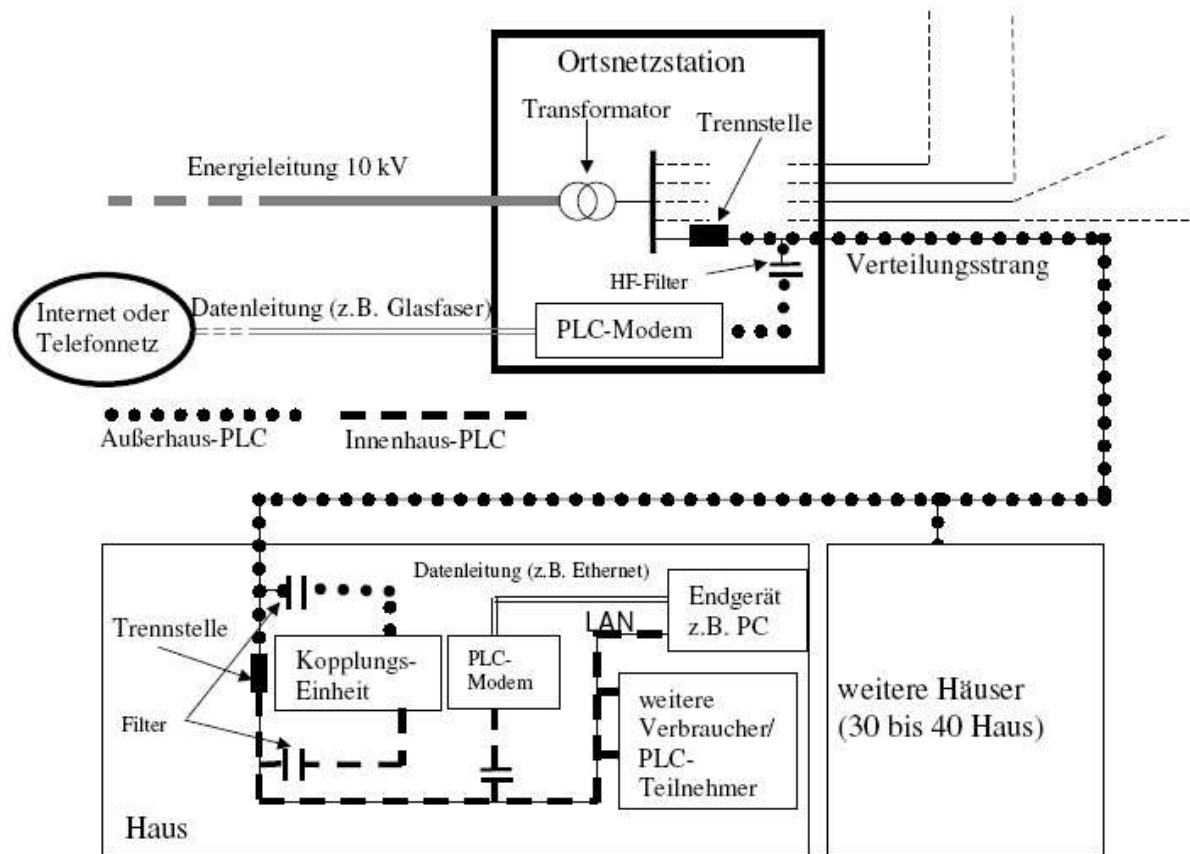 Ortsnetzstation
Transformator
Trennstelle
Energieleitung 10 kV
HF-Filter
Verteilungsstrang
Internet oder
Telefonnetz
Datenleitung (z.B. Glasfaser)
PLC-Modem
Außerhaus-PLC
Innenhaus-PLC
Datenleitung (z.B. Ethernet)
Endgerät
z.B. PC
LAN
Trennstelle
Kopplungs-
Einheit
PLC-
Modem
Filter
weitere
Verbraucher/
PLC-
Teilnehmer
Haus
weitere Häuser
(30 bis 40 Haus)